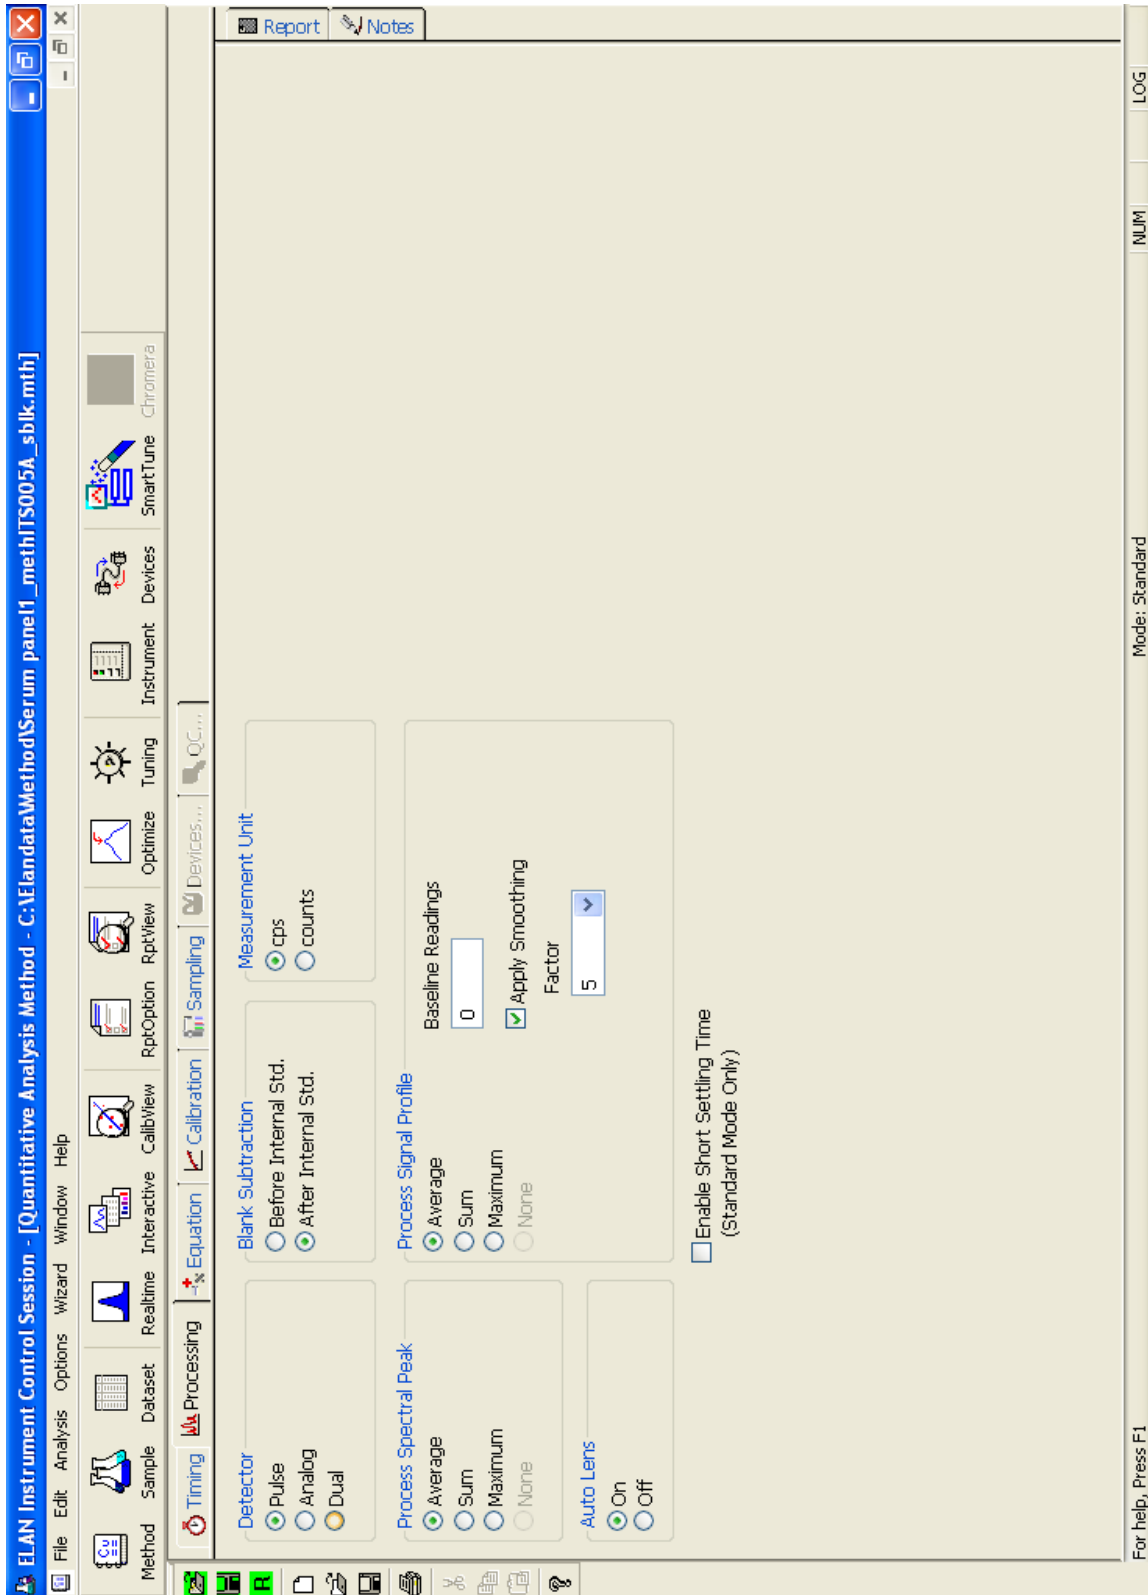 ELAN Instrument Control Session - [Quantitative Analysis Method - C:\Elandata\Method\Serum panel1_methITS005A_sblk.mth]
File Edit Analysis Options Wizard Window Help
Method Sample Dataset Realtime Interactive CalibView RptOption RptView Optimize Tuning Instrument Devices SmartTune Chromera
Timing Processing Equation Calibration Sampling Devices... QC...
R
Detector
Pulse
Analog
Dual
Blank Subtraction
Before Internal Std.
After Internal Std.
Measurement Unit
cps
counts
Process Spectral Peak
Average
Sum
Maximum
None
Process Signal Profile
Average
Sum
Maximum
None
Baseline Readings
0
Apply Smoothing
Factor
5
Auto Lens
On
Off
Enable Short Settling Time
(Standard Mode Only)
Report
Notes
For help, Press F1 Mode: Standard NUM LOG